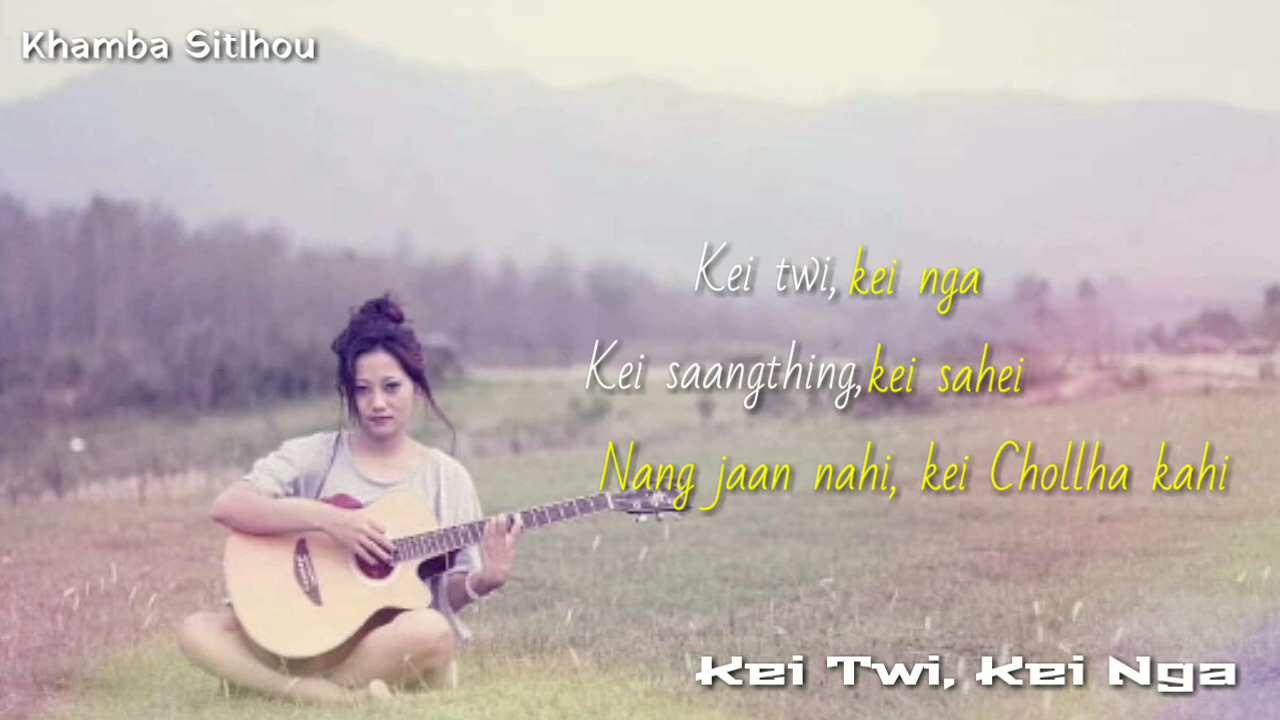 Khamba Sitlhou
Kei twi, kei nga
Kei saangthing, kei sahei
Nang jaan nahi, kei Chollha kahi
Kei Twi, Kei Nga